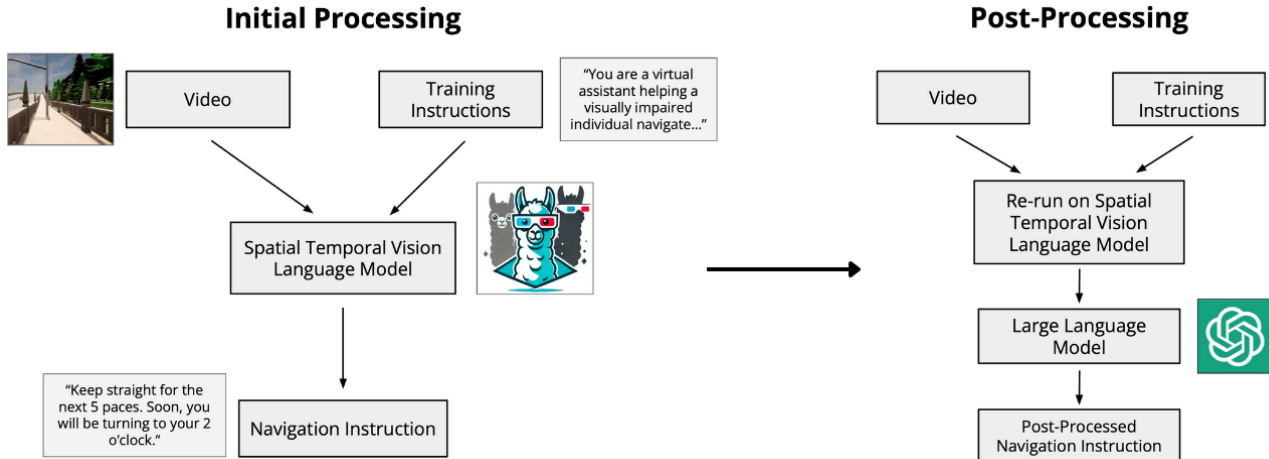 Initial Processing
Post-Processing
Video
Training
Instructions
“You are a virtual
assistant helping a
visually impaired
individual navigate...”
Spatial Temporal Vision
Language Model
“Keep straight for the
next 5 paces. Soon, you
will be turning to your 2
o’clock.”
Navigation Instruction
Video
Training
Instructions
Re-run on Spatial
Temporal Vision
Language Model
Large Language
Model
Post-Processed
Navigation Instruction